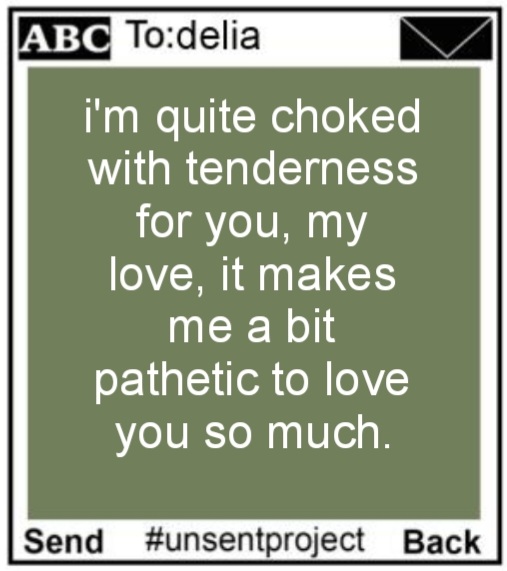 ABC To:delia
i'm quite choked
with tenderness
for you, my
love, it makes
me a bit
pathetic to love
you so much.
Send #unsentproject Back